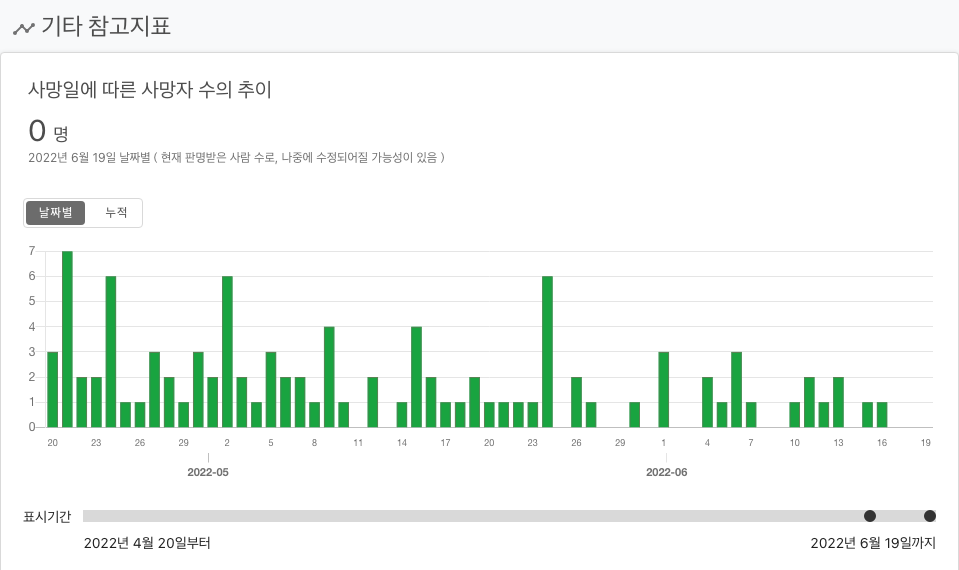 기타 참고지표
사망일에 따른 사망자 수의 추이
0 명
2022년 6월 19일 날짜별 ( 현재 판명받은 사람 수로, 나중에 수정되어질 가능성이 있음 )
날짜별 누적
7
6
5
4
3
2
1
0
20 23 26 29 2 5 8 11 14 17 20 23 26 29 1 4 7 10 13 16 19
2022-05 2022-06
표시기간
2022년 4월 20일부터 2022년 6월 19일까지